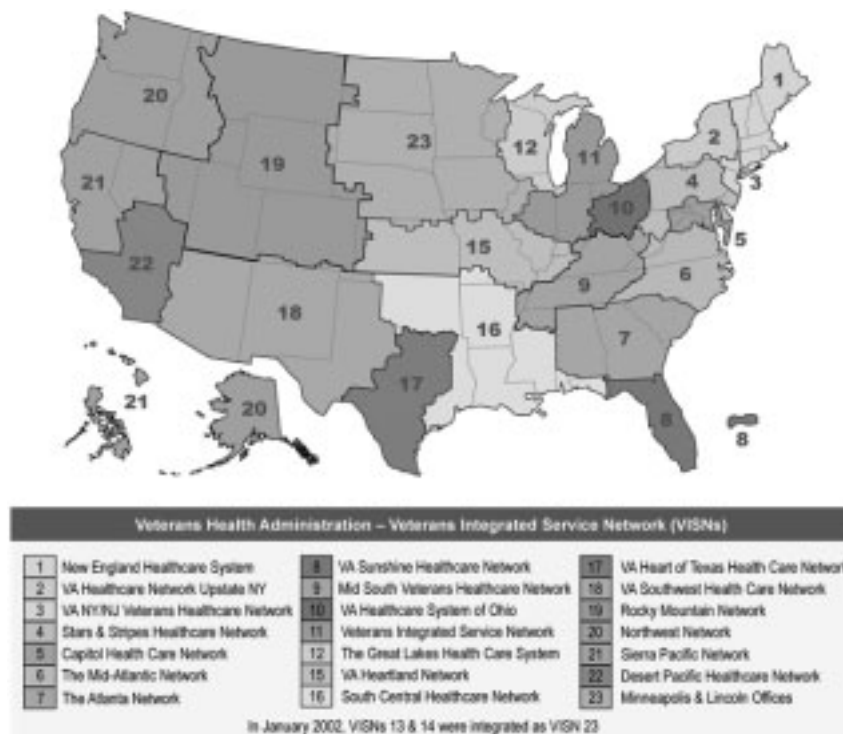 1
20
2
23
12
19
11
21
4
3
10
5
15
22
9
6
18
16
7
17
21
20
8
8
Veterans Health Administration – Veterans Integrated Service Network (VISNs)
1 New England Healthcare System
2 VA Healthcare Network Upstate NY
3 VA NY/NJ Veterans Healthcare Network
4 Stars & Stripes Healthcare Network
5 Capitol Health Care Network
6 The Mid-Atlantic Network
7 The Atlanta Network
8 VA Sunshine Healthcare Network
9 Mid South Veterans Healthcare Network
10 VA Healthcare System of Ohio
11 Veterans Integrated Service Network
12 The Great Lakes Health Care System
15 VA Heartland Network
16 South Central Healthcare Network
17 VA Heart of Texas Health Care Network
18 VA Southwest Health Care Network
19 Rocky Mountain Network
20 Northwest Network
21 Sierra Pacific Network
22 Desert Pacific Healthcare Network
23 Minneapolis & Lincoln Offices
In January 2002, VISNs 13 & 14 were integrated as VISN 23